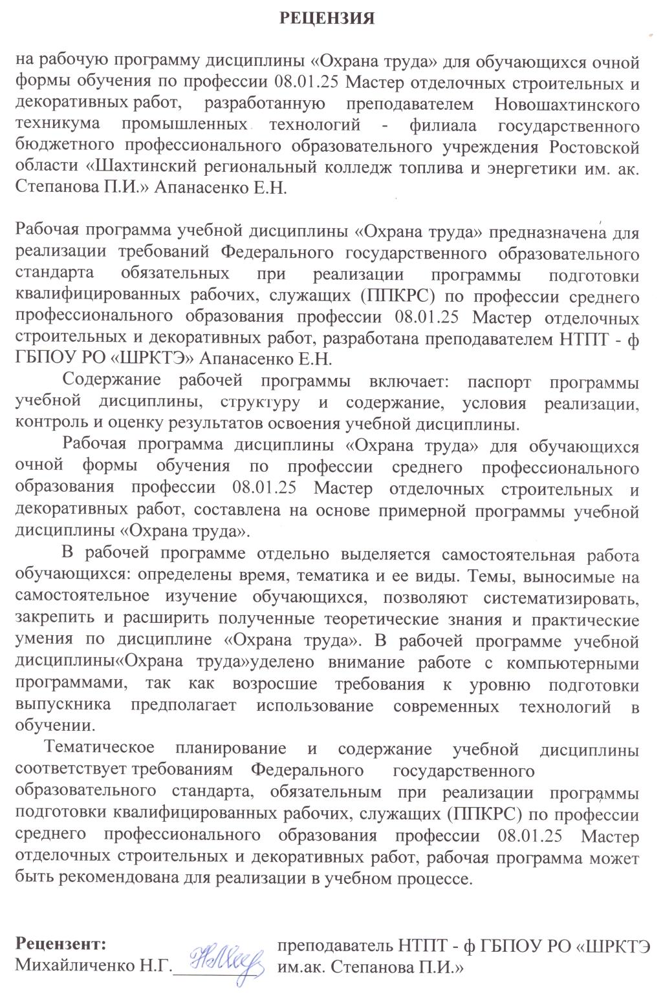 РЕЦЕНЗИЯ
на рабочую программу дисциплины «Охрана труда» для обучающихся очной
формы обучения по профессии 08.01.25 Мастер отделочных строительных и
декоративных работ, разработанную преподавателем Новошахтинского
техникума промышленных технологий - филиала государственного
бюджетного профессионального образовательного учреждения Ростовской
области «Шахтинский региональный колледж топлива и энергетики им. ак.
Степанова П.И.» Апанасенко Е.Н.
Рабочая программа учебной дисциплины «Охрана труда» предназначена для
реализации требований Федерального государственного образовательного
стандарта обязательных при реализации программы подготовки
квалифицированных рабочих, служащих (ППКРС) по профессии среднего
профессионального образования профессии 08.01.25 Мастер отделочных
строительных и декоративных работ, разработана преподавателем НТПТ - ф
ГБПОУ РО «ШРКТЭ» Апанасенко Е.Н.
Содержание рабочей программы включает: паспорт программы
учебной дисциплины, структуру и содержание, условия реализации,
контроль и оценку результатов освоения учебной дисциплины.
Рабочая программа дисциплины «Охрана труда» для обучающихся
очной формы обучения по профессии среднего профессионального
образования профессии 08.01.25 Мастер отделочных строительных и
декоративных работ, составлена на основе примерной программы учебной
дисциплины «Охрана труда».
В рабочей программе отдельно выделяется самостоятельная работа
обучающихся: определены время, тематика и ее виды. Темы, выносимые на
самостоятельное изучение обучающихся, позволяют систематизировать,
закрепить и расширить полученные теоретические знания и практические
умения по дисциплине «Охрана труда». В рабочей программе учебной
дисциплины«Охрана труда»уделено внимание работе с компьютерными
программами, так как возросшие требования к уровню подготовки
выпускника предполагает использование современных технологий в
обучении.
Тематическое планирование и содержание учебной дисциплины
соответствует требованиям Федерального государственного
образовательного стандарта, обязательным при реализации программы
подготовки квалифицированных рабочих, служащих (ППКРС) по профессии
среднего профессионального образования профессии 08.01.25 Мастер
отделочных строительных и декоративных работ, рабочая программа может
быть рекомендована для реализации в учебном процессе.
Рецензент: преподаватель НТПТ - ф ГБПОУ РО «ШРКТЭ
Михайличенко Н.Г. им.ак. Степанова П.И.»